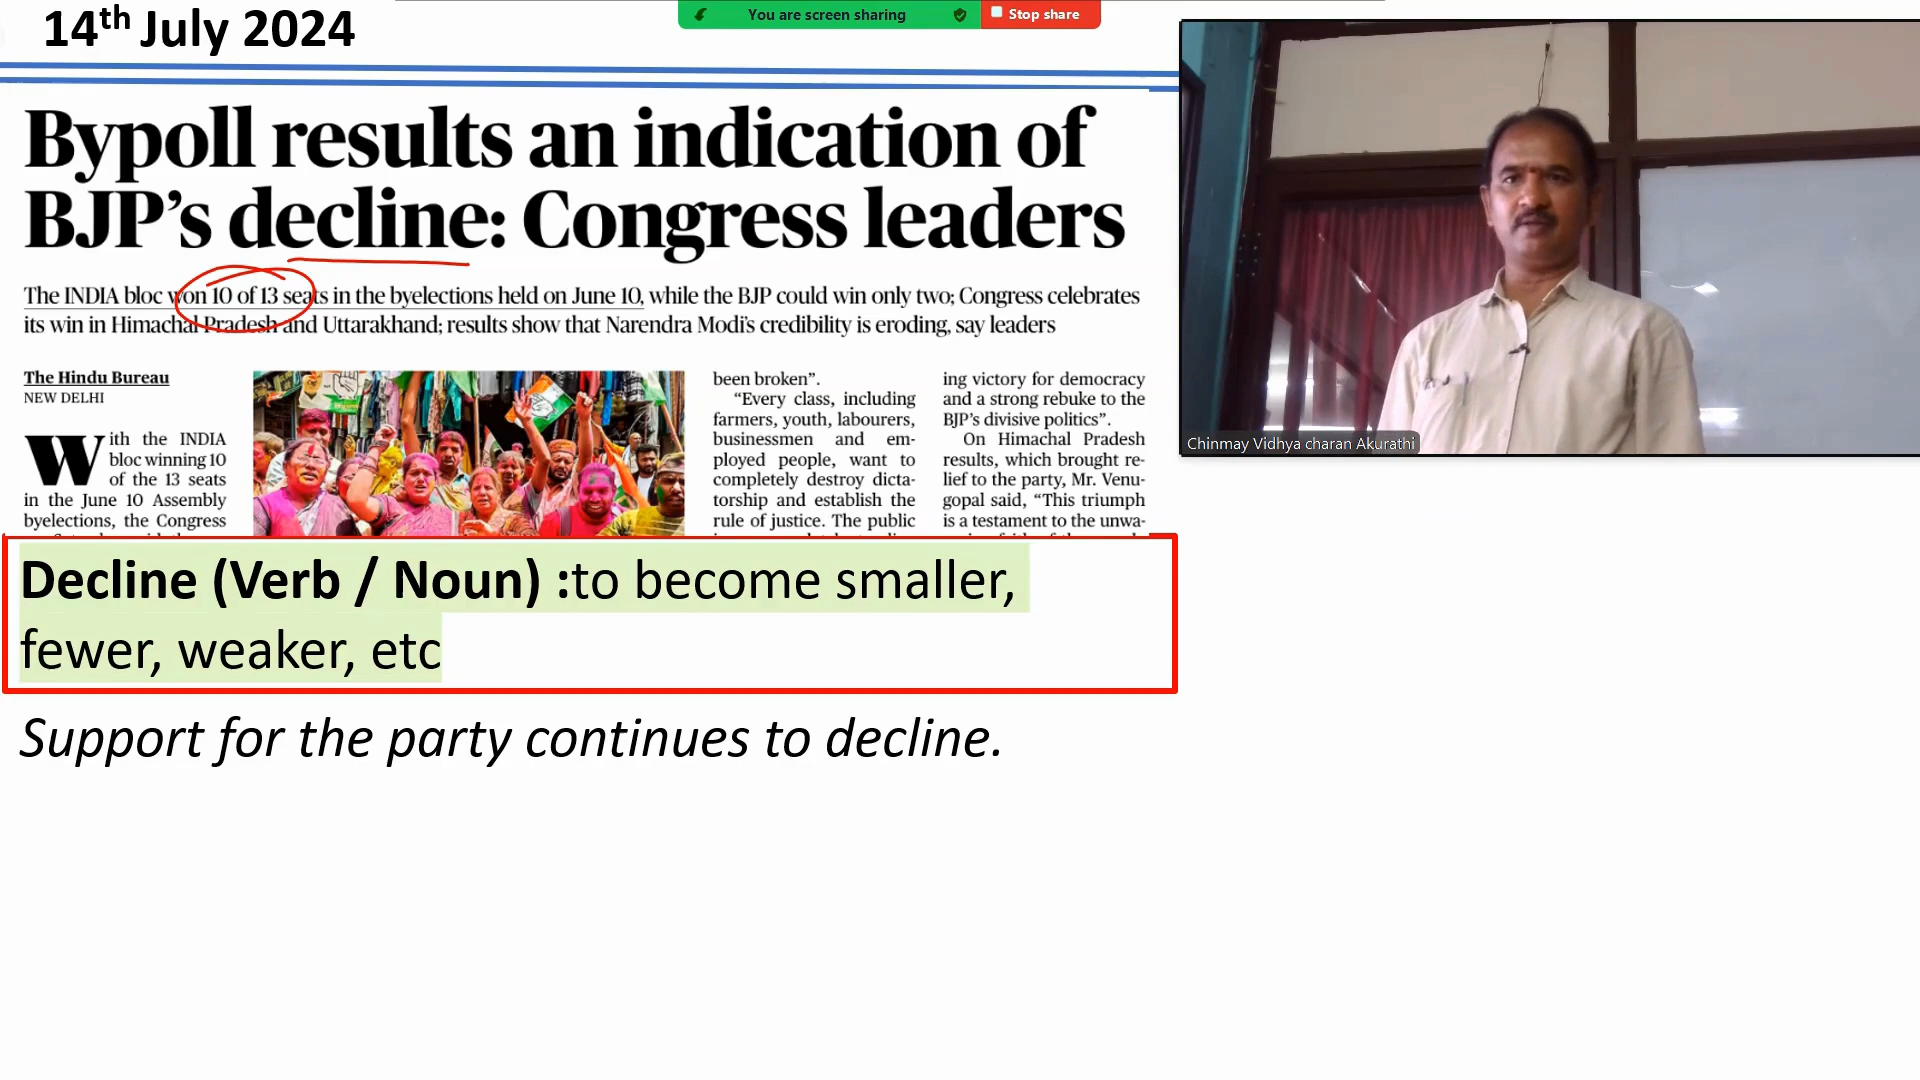 14th July 2024
You are screen sharing
Stop share
Bypoll results an indication of
BJP’s decline: Congress leaders
The INDIA bloc won 10 of 13 seats in the byelections held on June 10, while the BJP could win only two; Congress celebrates
its win in Himachal Pradesh and Uttarakhand; results show that Narendra Modi’s credibility is eroding, say leaders
The Hindu Bureau
NEW DELHI
With the INDIA
bloc winning 10
of the 13 seats
in the June 10 Assembly
byelections, the Congress
been broken”.
“Every class, including
farmers, youth, labourers,
businessmen and em-
ployed people, want to
completely destroy dicta-
torship and establish the
rule of justice. The public
ing victory for democracy
and a strong rebuke to the
BJP’s divisive politics”.
On Himachal Pradesh
results, which brought re-
lief to the party, Mr. Venu-
gopal said, “This triumph
is a testament to the unwa-
Chinmay Vidhya charan Akurathi
Decline (Verb / Noun) :to become smaller,
fewer, weaker, etc
Support for the party continues to decline.